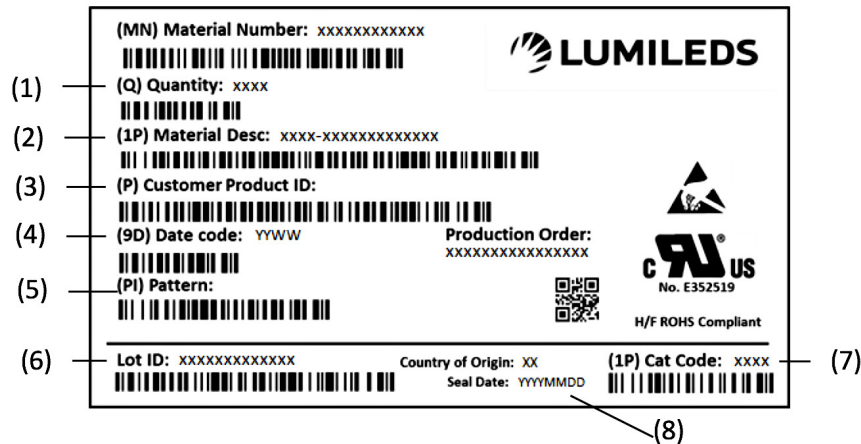 (MN) Material Number: xxxxxxxxxxxx
LUMILEDS
(1) (Q) Quantity: xxxx
(2) (1P) Material Desc: xxxx-xxxxxxxxxxxxx
(3) (P) Customer Product ID:
(4) (9D) Date code: YYWW
Production Order:
xxxxxxxxxxxxxxxx
(5) (PI) Pattern:
c RU ® US
No. E352519
H/F ROHS Compliant
(6) Lot ID: xxxxxxxxxxxxx
Country of Origin: XX
Seal Date: YYYYMMDD
(1P) Cat Code: xxxx (7)
(8)